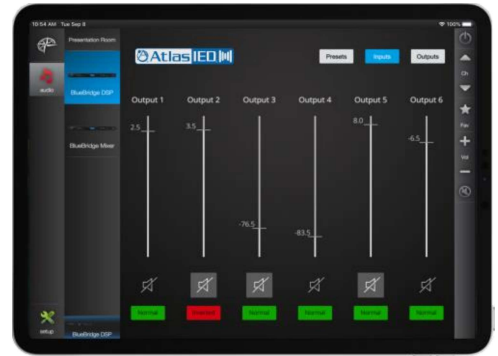 10:54 AM Tue Sep 8
100%
Presentation Room
Atlas IED
Presets
Inputs
Outputs
audio
BlueBridge DSP
BlueBridge Mixer
Output 1
Output 2
Output 3
Output 4
Output 5
Output 6
2.5
3.5
-76.5
-83.5
8.0
-6.5
Ch
Fav
Vol
Normal
Inverted
Normal
Normal
Normal
Normal
setup
BlueBridge DSP